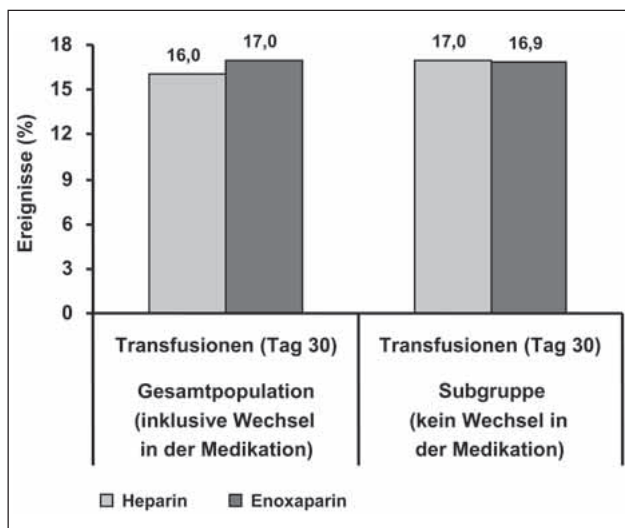 18
15
12
9
6
3
0
Ereignisse (%)
16,0
17,0
17,0
16,9
Transfusionen (Tag 30)
Gesamtpopulation
(inklusive Wechsel
in der Medikation)
Transfusionen (Tag 30)
Subgruppe
(kein Wechsel in
der Medikation)
Heparin
Enoxaparin